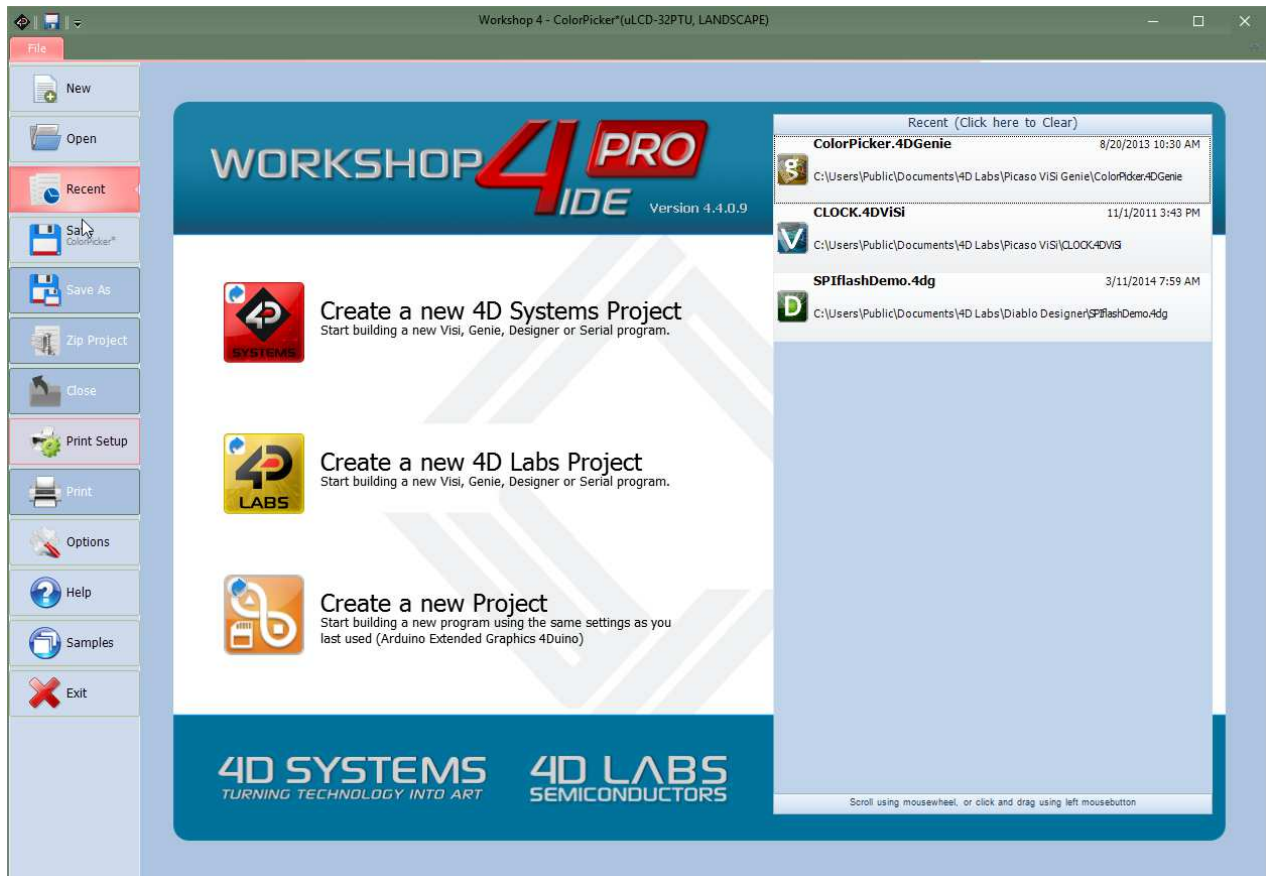 Workshop 4 - ColorPicker*(uLCD-32PTU, LANDSCAPE)
File
New
Open
Recent
ColorPicker*
Save As
Zip Project
Close
Print Setup
Print
Options
Help
Samples
Exit
WORKSHOP 4 PRO
IDE Version 4.4.0.9
Create a new 4D Systems Project
Start building a new Visi, Genie, Designer or Serial program.
4D SYSTEMS
Create a new 4D Labs Project
Start building a new Visi, Genie, Designer or Serial program.
4D LABS
Create a new Project
Start building a new program using the same settings as you
last used (Arduino Extended Graphics 4Duino)
4D SYSTEMS
TURNING TECHNOLOGY INTO ART
4D LABS
SEMICONDUCTORS
Recent (Click here to Clear)
ColorPicker.4DGenie 8/20/2013 10:30 AM
C:\Users\Public\Documents\4D Labs\Picaso ViSi Genie\ColorPicker.4DGenie
CLOCK.4DViSi 11/1/2011 3:43 PM
C:\Users\Public\Documents\4D Labs\Picaso ViSi\CLOCK.4DViSi
SPIflashDemo.4dg 3/11/2014 7:59 AM
C:\Users\Public\Documents\4D Labs\Diablo Designer\SPIflashDemo.4dg
Scroll using mousewheel, or click and drag using left mousebutton